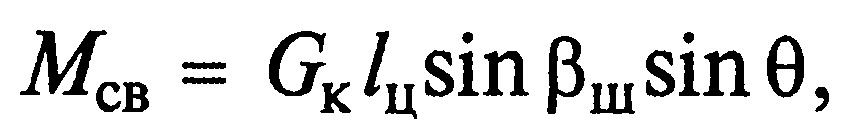 M_св = G_к l_ц sin β_ш sin θ,